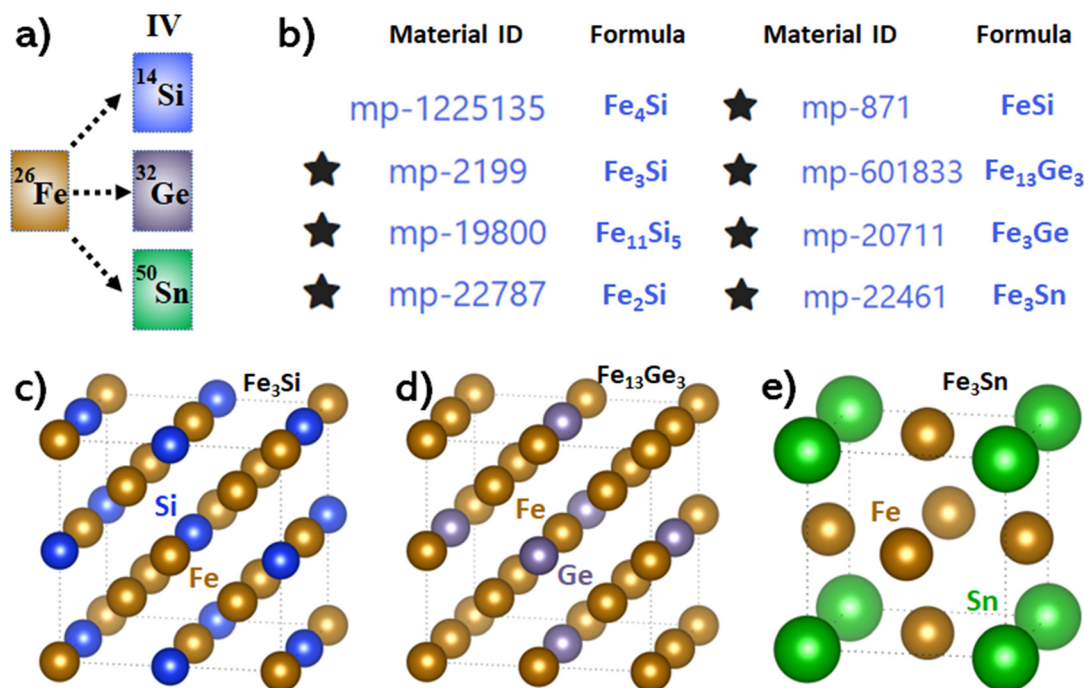 a)
IV
14Si
26Fe
32Ge
50Sn
b)
Material ID Formula Material ID Formula
mp-1225135 Fe4Si ★ mp-871 FeSi
★ mp-2199 Fe3Si ★ mp-601833 Fe13Ge3
★ mp-19800 Fe11Si5 ★ mp-20711 Fe3Ge
★ mp-22787 Fe2Si ★ mp-22461 Fe3Sn
c)
Fe3Si
Si
Fe
d)
Fe13Ge3
Fe
Ge
e)
Fe3Sn
Fe
Sn